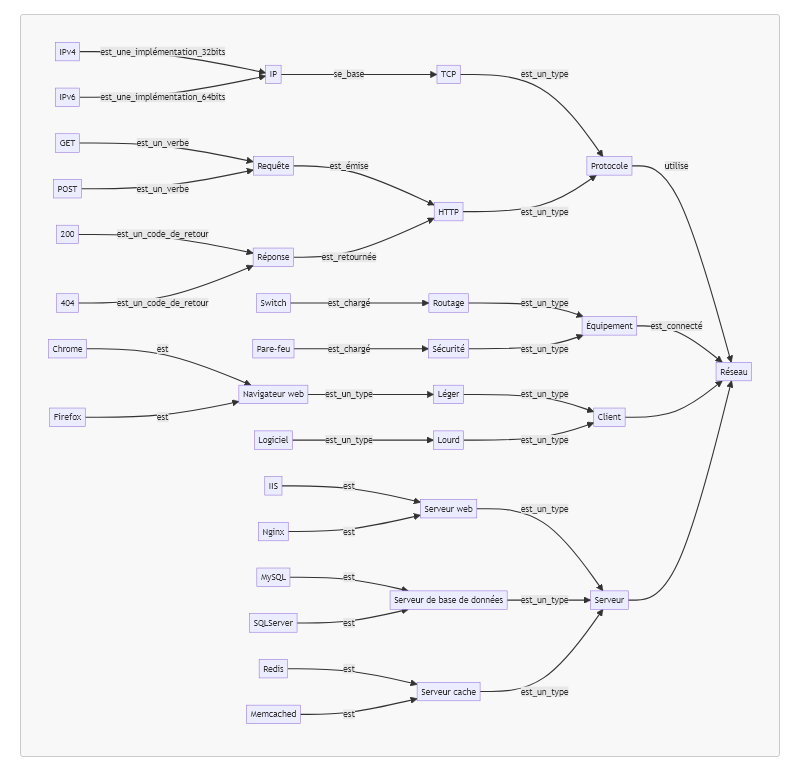 IPv4
est_une_implémentation_32bits
IP
se_base
TCP
est_un_type
IPv6
est_une_implémentation_64bits
GET
est_un_verbe
Requête
est_émise
Protocole
utilise
POST
est_un_verbe
HTTP
est_un_type
200
est_un_code_de_retour
Réponse
est_retournée
404
est_un_code_de_retour
Switch
est_chargé
Routage
est_un_type
Équipement
est_connecté
Chrome
est
Pare-feu
est_chargé
Sécurité
est_un_type
Réseau
Navigateur web
est_un_type
Léger
est_un_type
Firefox
est
Client
Logiciel
est_un_type
Lourd
est_un_type
IIS
est
Serveur web
est_un_type
Nginx
est
MySQL
est
Serveur de base de données
est_un_type
Serveur
SQLServer
est
Redis
est
Serveur cache
est_un_type
Memcached
est